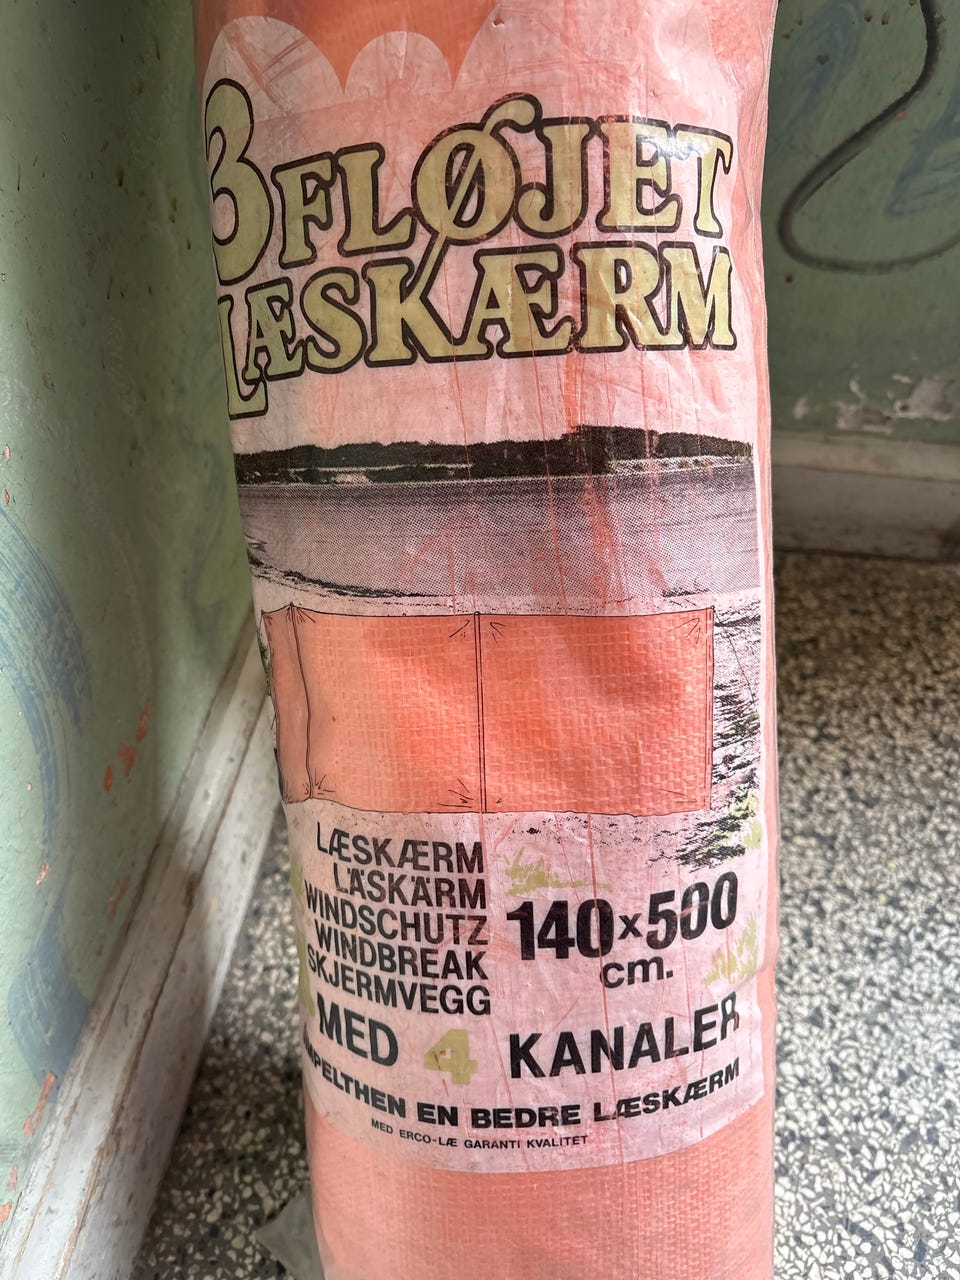 3 FLØJET
LÆSKÆRM
LÆSKÆRM
LÄSKÄRM
WINDSCHUTZ
WINDBREAK
SKJERMVEGG
140x500
cm.
MED 4 KANALER
EN BEDRE LÆSKÆRM
MED ERCO-LÆ GARANTI KVALITET